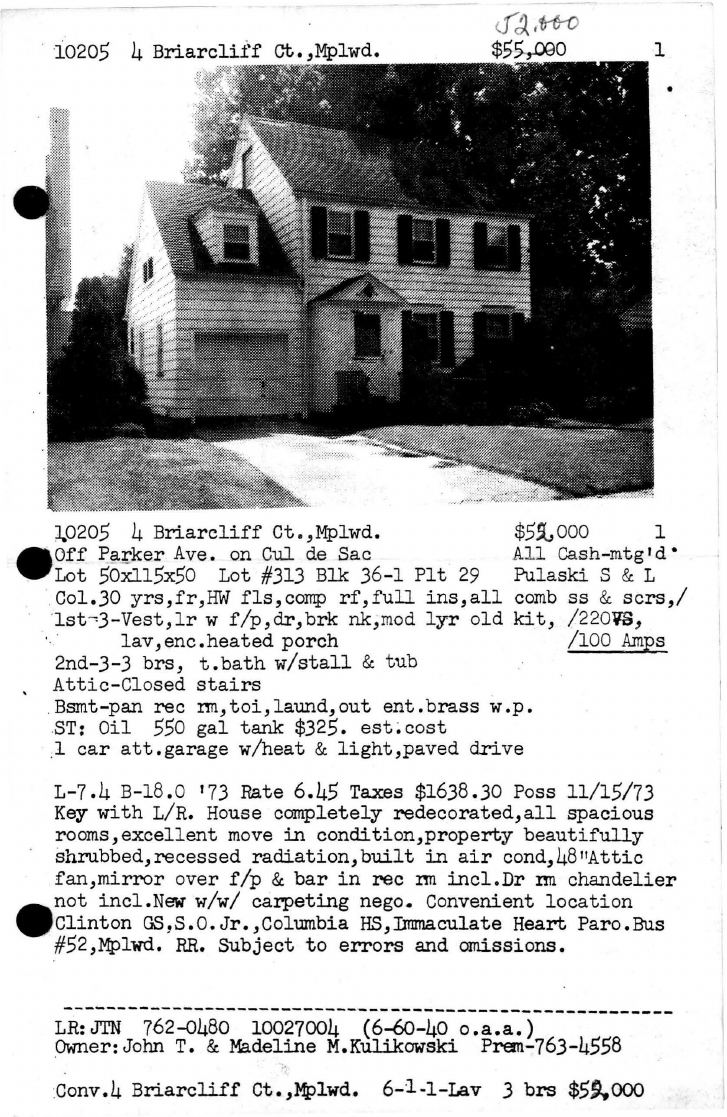 52,000
10205 4 Briarcliff Ct.,Mplwd. $55,000 1
10205 4 Briarcliff Ct.,Mplwd. ,000 1
Off Parker Ave. on Cul de Sac All Cash-mtg'd
Lot 50x115x50 Lot #313 Blk 36-1 Plt 29 Pulaski S & L
Col.30 yrs,fr,HW fls,comp rf,full ins,all comb ss & scrs,/
1st-3-Vest,lr w f/p,dr,brk nk,mod lyr old kit, /220VS,
lav,enc.heated porch /100 Amps
2nd-3-3 brs, t.bath w/stall & tub
Attic-Closed stairs
Bsmt-pan rec rm,toi,laund,out ent.brass w.p.
ST: Oil 550 gal tank $325. est.cost
1 car att.garage w/heat & light,paved drive
L-7.4 B-18.0 '73 Rate 6.45 Taxes $1638.30 Poss 11/15/73
Key with L/R. House completely redecorated,all spacious
rooms,excellent move in condition,property beautifully
shrubbed,recessed radiation,built in air cond,48"Attic
fan,mirror over f/p & bar in rec rm incl.Dr rm chandelier
not incl.New w/w/ carpeting nego. Convenient location
Clinton GS,S.O.Jr.,Columbia HS,Immaculate Heart Paro.Bus
#52,Mplwd. RR. Subject to errors and omissions.
LR:JTN 762-0480 10027004 (6-60-40 o.a.a.)
Owner:John T. & Madeline M.Kulikowski Prem-763-4558
Conv.4 Briarcliff Ct.,Mplwd. 6-1-1-Lav 3 brs ,000